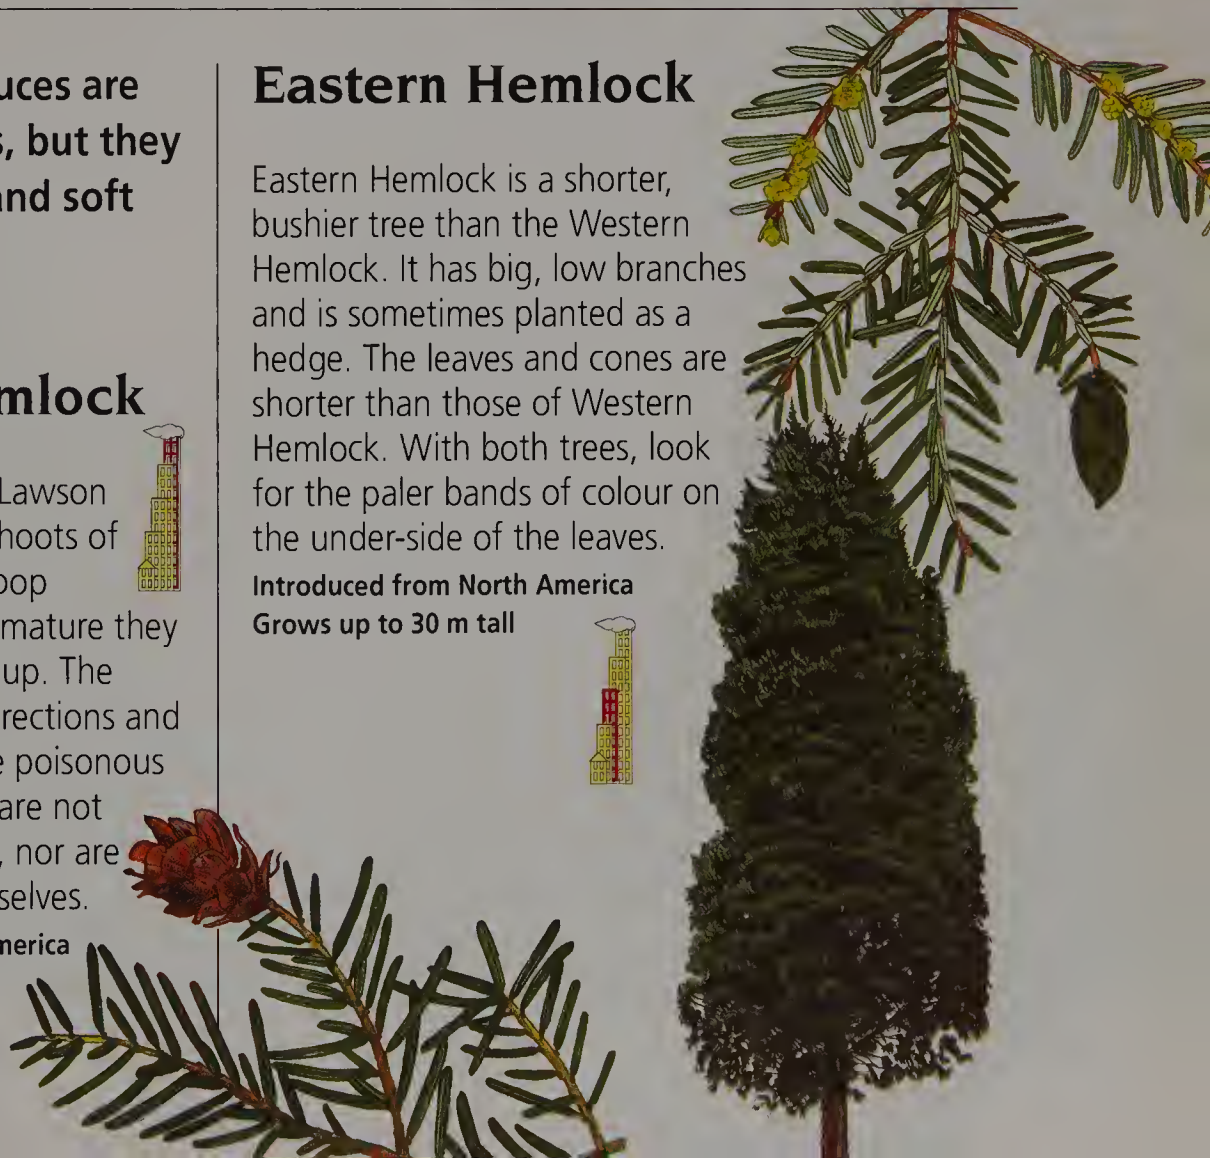 uces are
, but they
and soft
mlock
Lawson
hoots of
oop
mature they
up. The
rections and
poisonous
are not
, nor are
selves.
merica
Eastern Hemlock
Eastern Hemlock is a shorter,
bushier tree than the Western
Hemlock. It has big, low branches
and is sometimes planted as a
hedge. The leaves and cones are
shorter than those of Western
Hemlock. With both trees, look
for the paler bands of colour on
the under-side of the leaves.
Introduced from North America
Grows up to 30 m tall